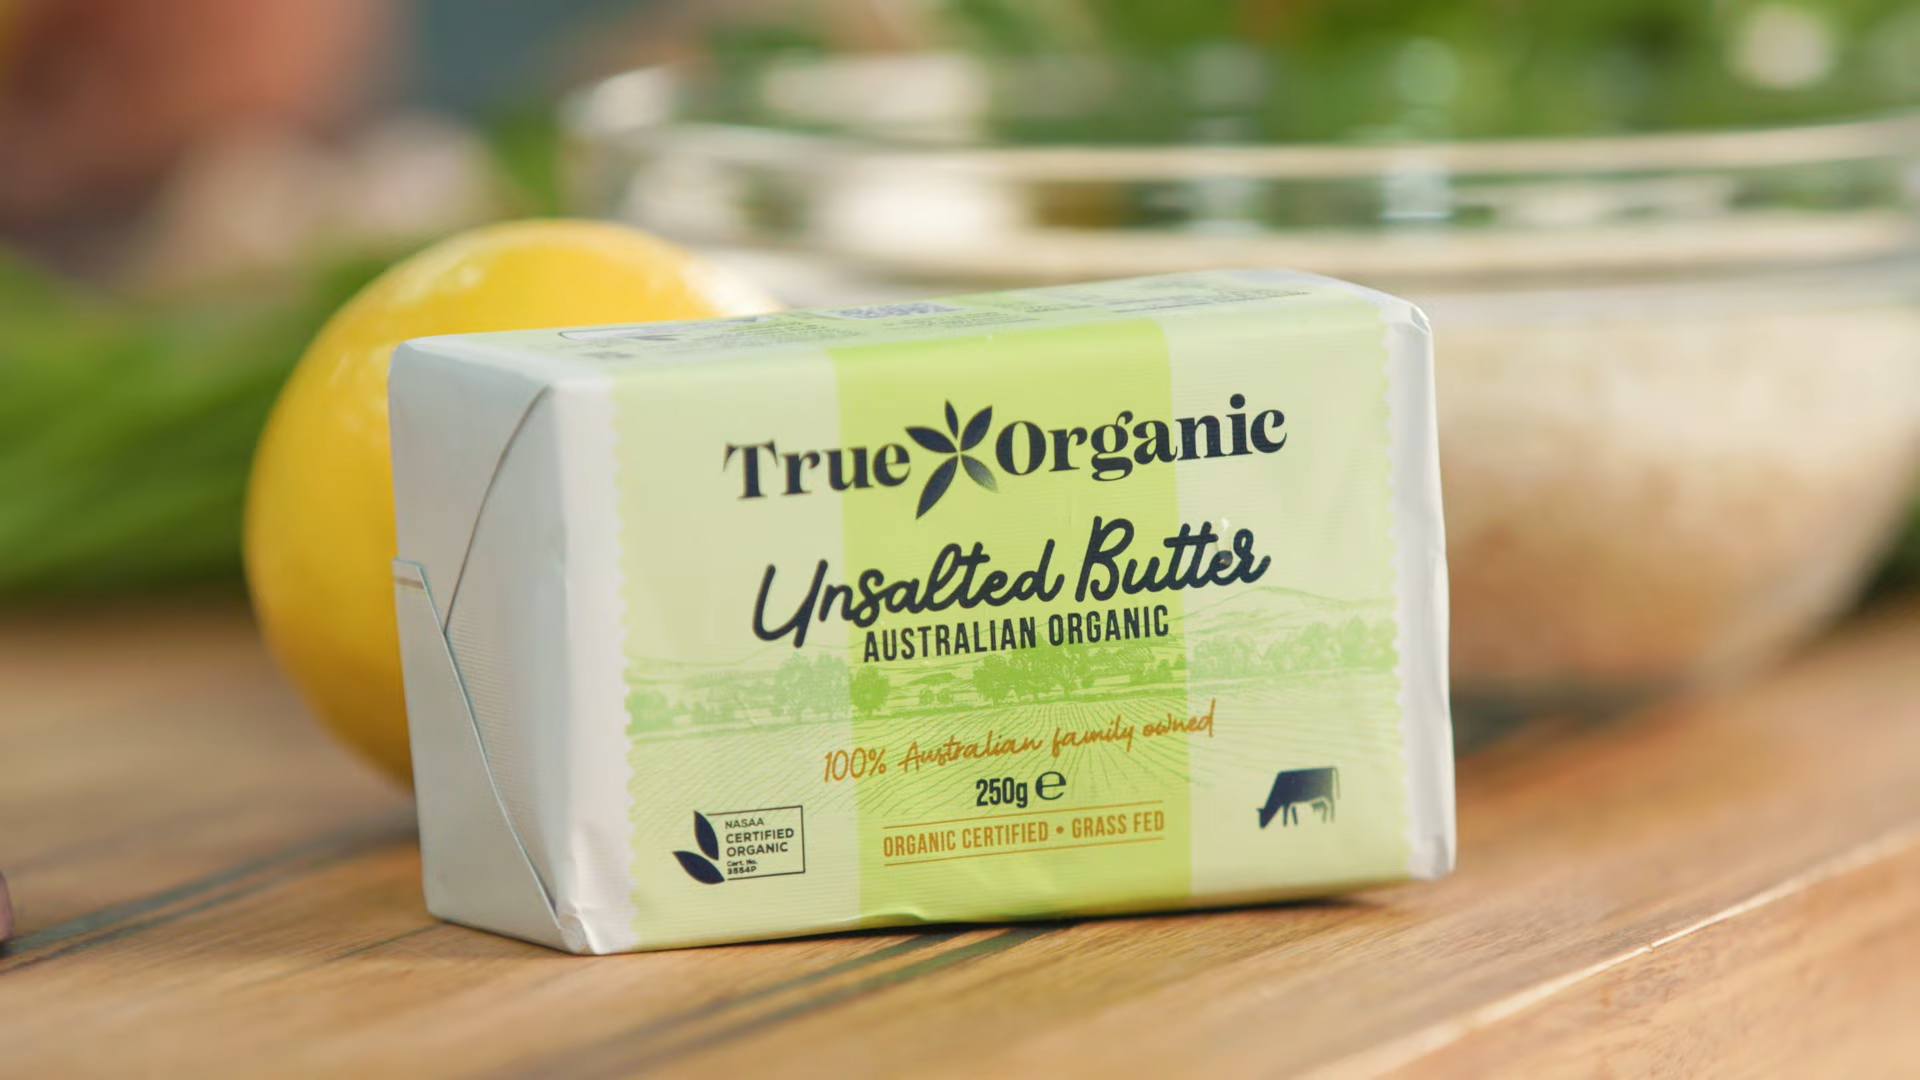 True Organic
Unsalted Butter
AUSTRALIAN ORGANIC
100% Australian family owned
250g ℮
ORGANIC CERTIFIED • GRASS FED
NASAA
CERTIFIED
ORGANIC
Cert. No.
3554P